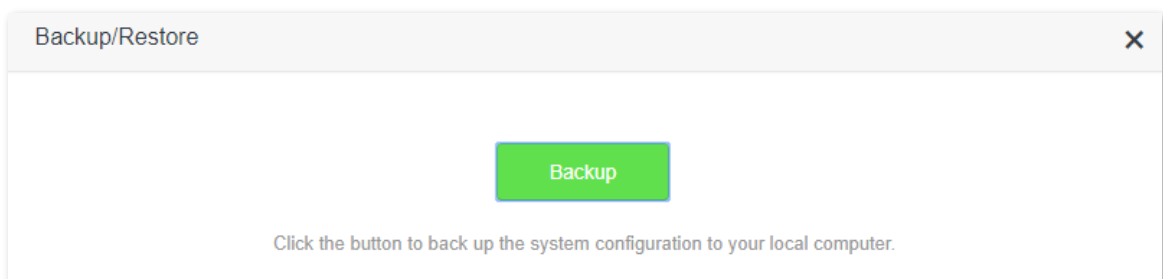 Backup/Restore
Backup
Click the button to back up the system configuration to your local computer.